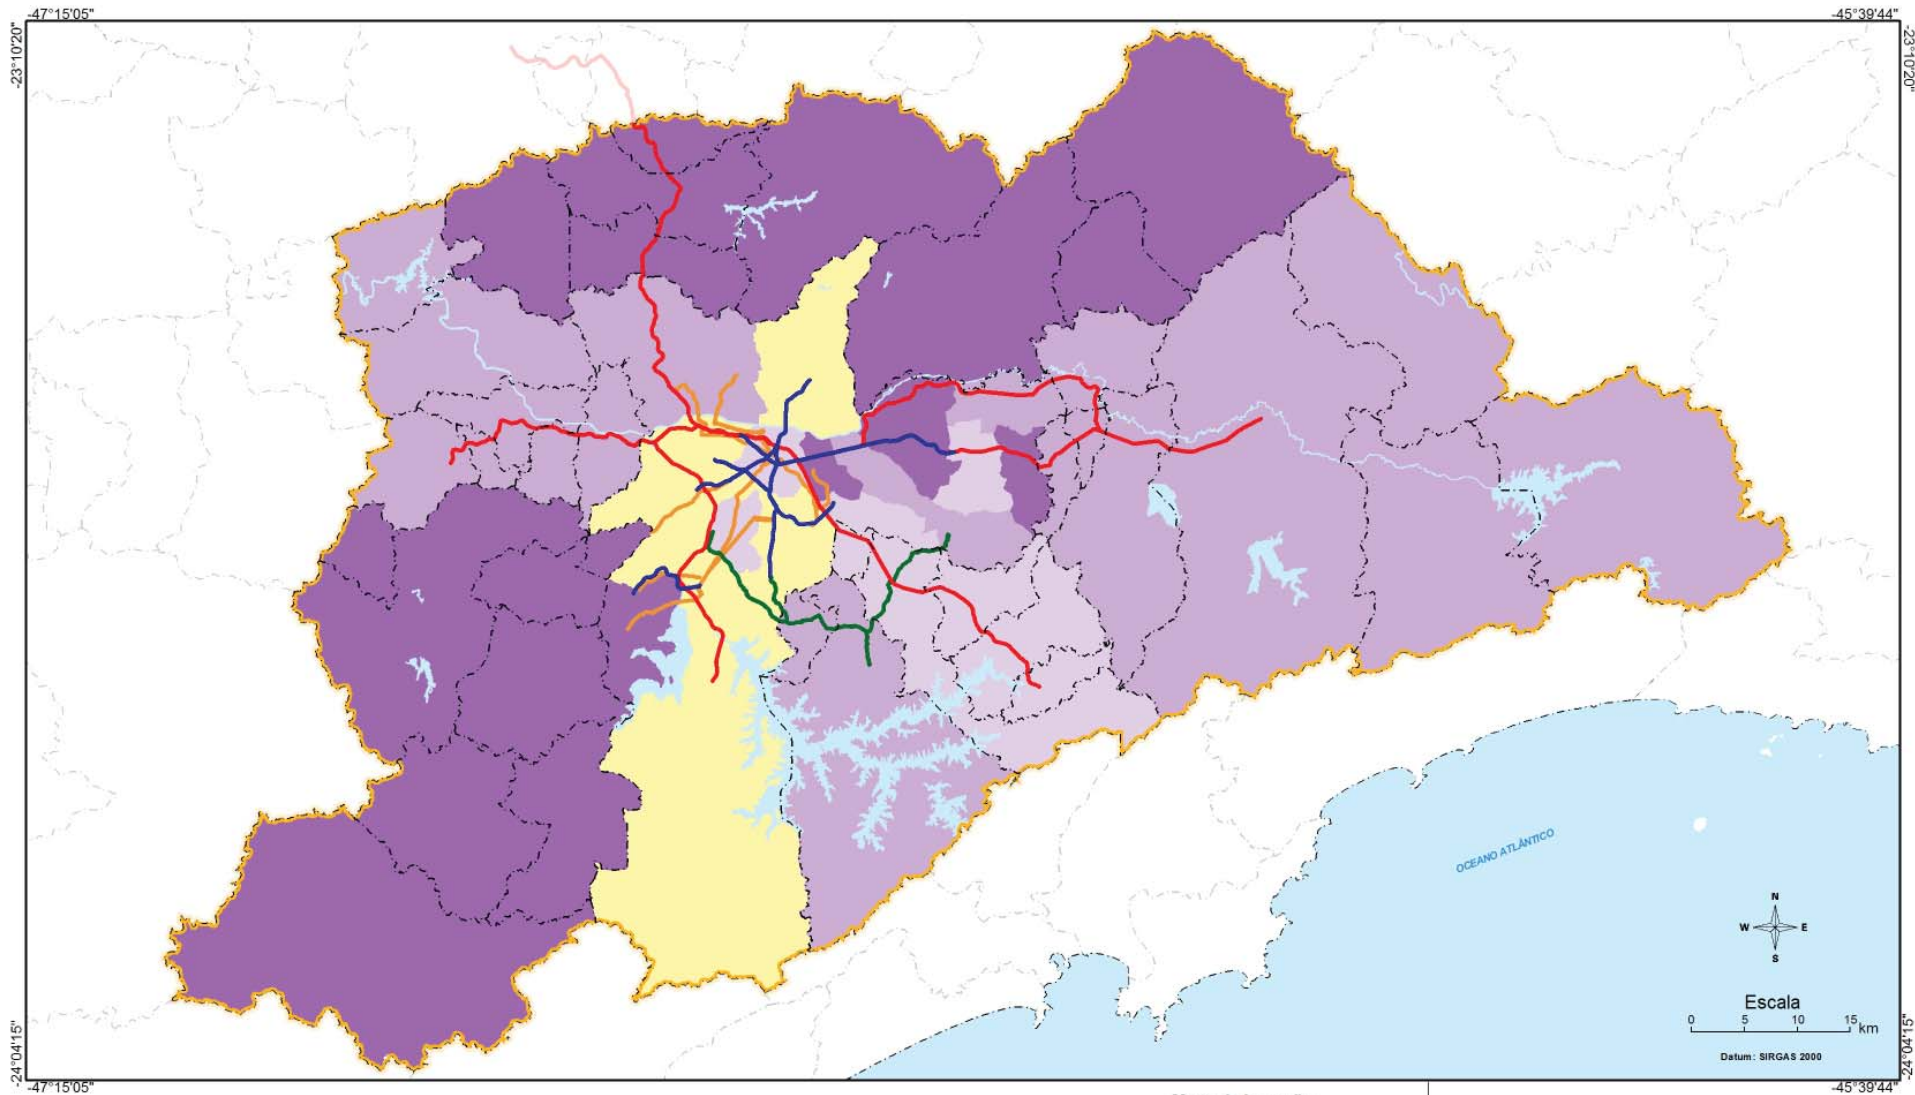 -47°15'05"
-45°39'44"
-23°10'20"
-23°10'20"
OCEANO ATLÂNTICO
N
W E
S
Escala
0 5 10 15 km
Datum: SIRGAS 2000
-24°04'15"
-24°04'15"
-47°15'05"
-45°39'44"